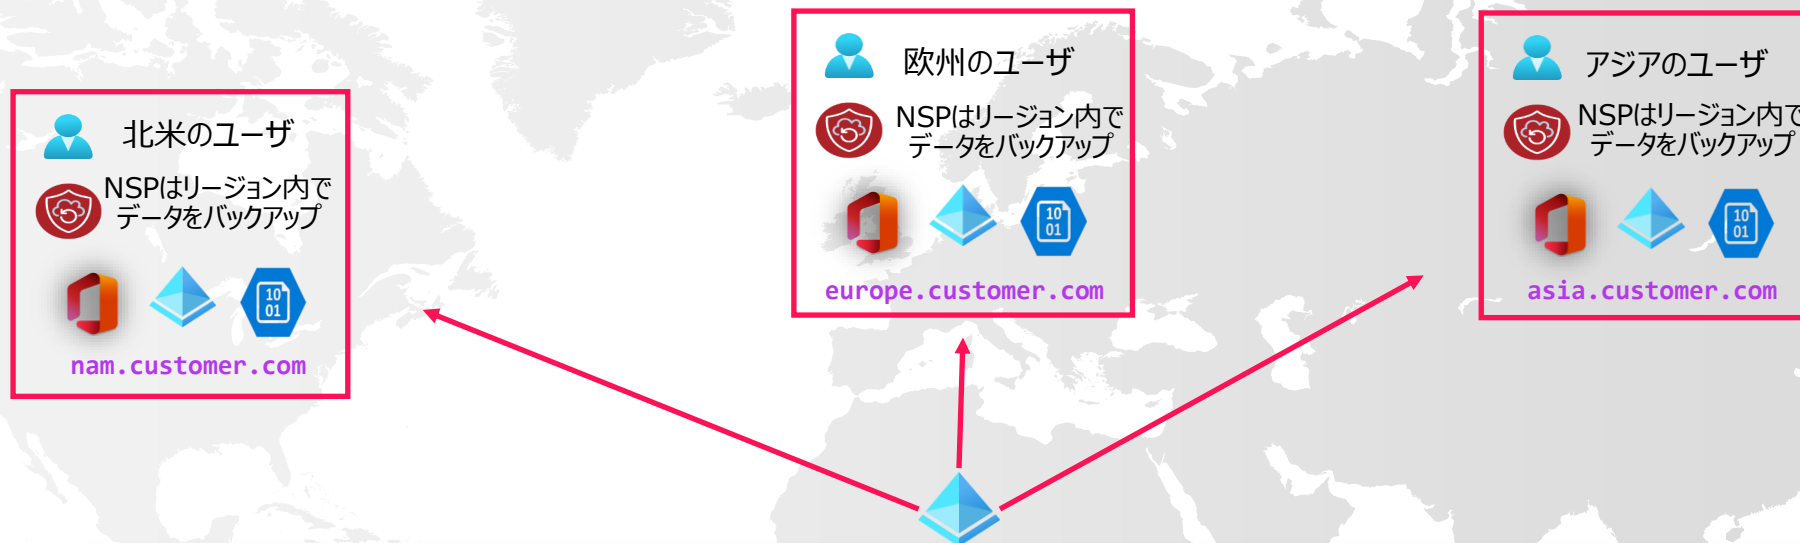 北米のユーザ
NSPはリージョン内で
データをバックアップ
10
01
nam.customer.com
欧州のユーザ
NSPはリージョン内で
データをバックアップ
10
01
europe.customer.com
アジアのユーザ
NSPはリージョン内で
データをバックアップ
10
01
asia.customer.com